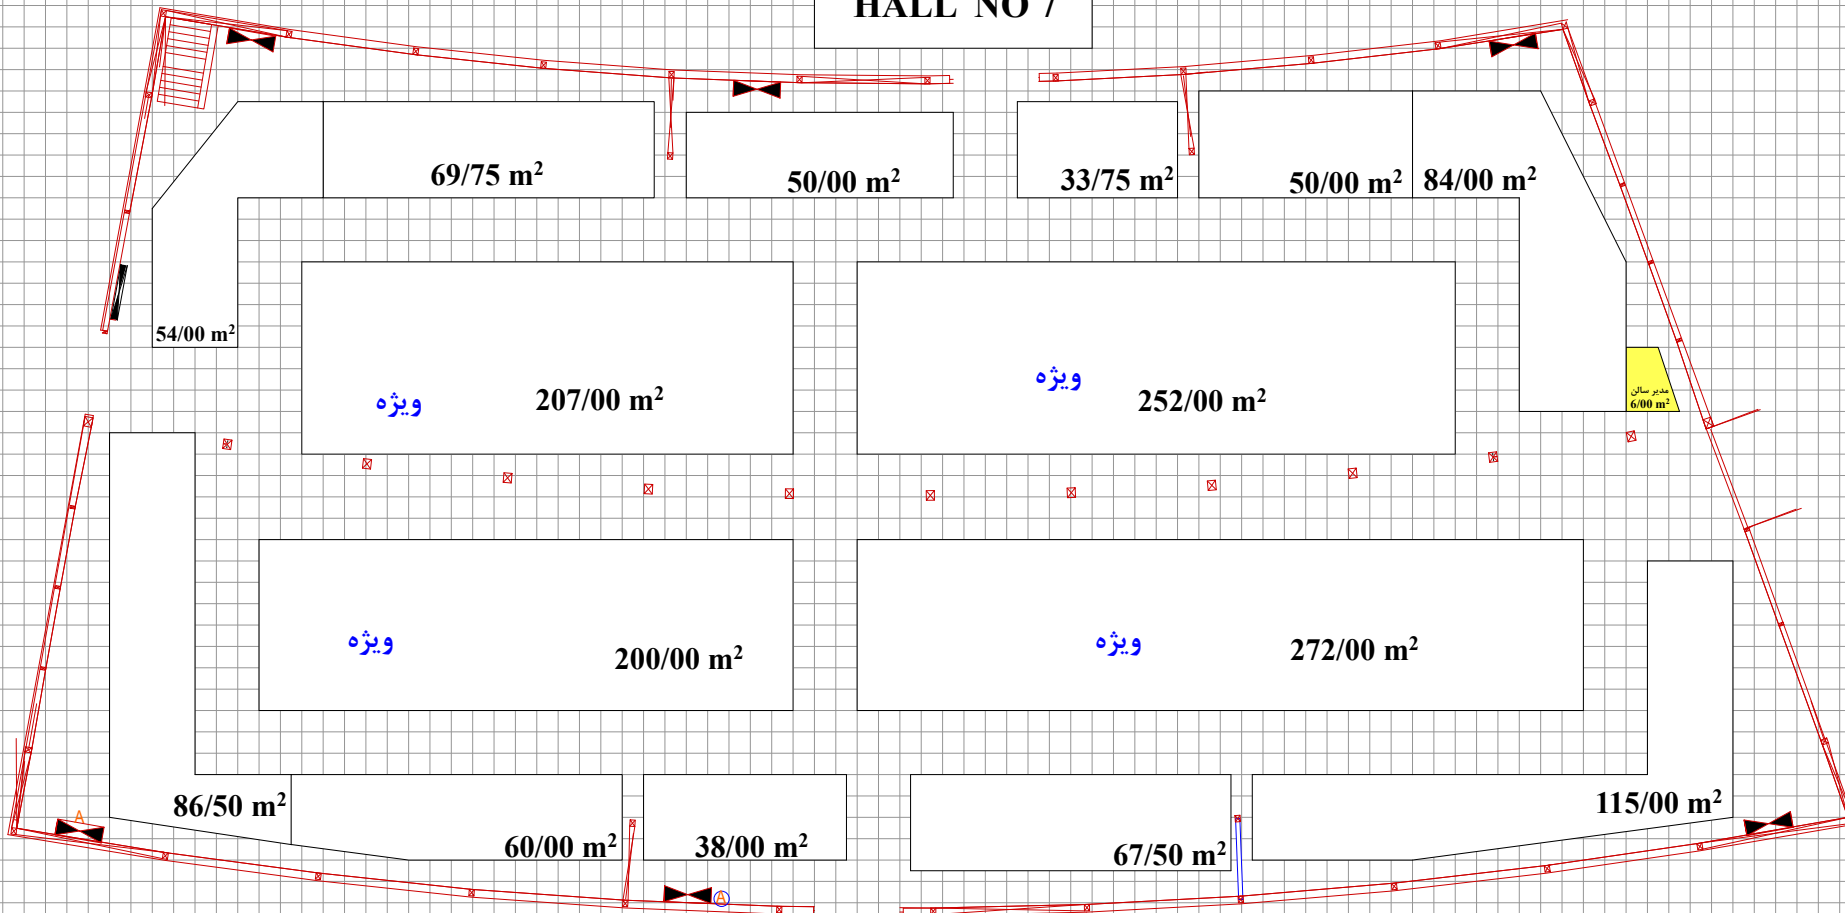 HALL NO 7
69/75 m²
50/00 m²
33/75 m²
50/00 m²
84/00 m²
54/00 m²
ویژه
207/00 m²
ویژه
252/00 m²
مدیر سالن
6/00 m²
ویژه
200/00 m²
ویژه
272/00 m²
86/50 m²
60/00 m²
38/00 m²
67/50 m²
115/00 m²
A
A